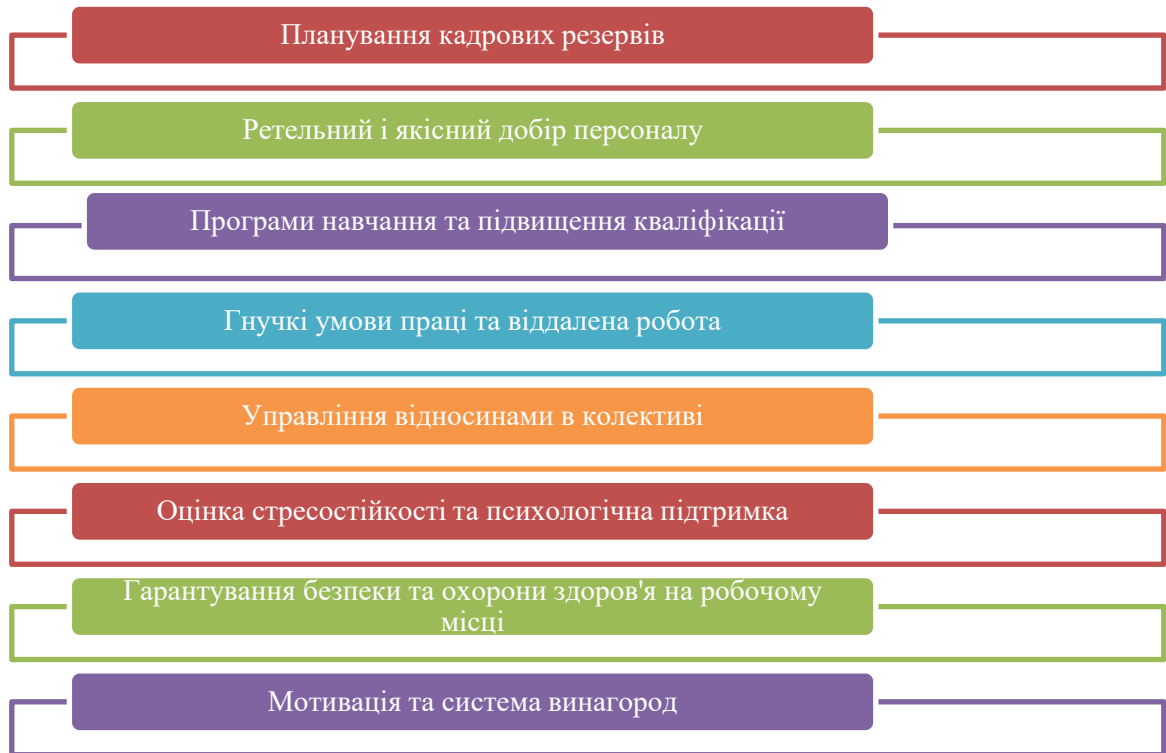 Планування кадрових резервів
Ретельний і якісний добір персоналу
Програми навчання та підвищення кваліфікації
Гнучкі умови праці та віддалена робота
Управління відносинами в колективі
Оцінка стресостійкості та психологічна підтримка
Гарантування безпеки та охорони здоров'я на робочому
місці
Мотивація та система винагород